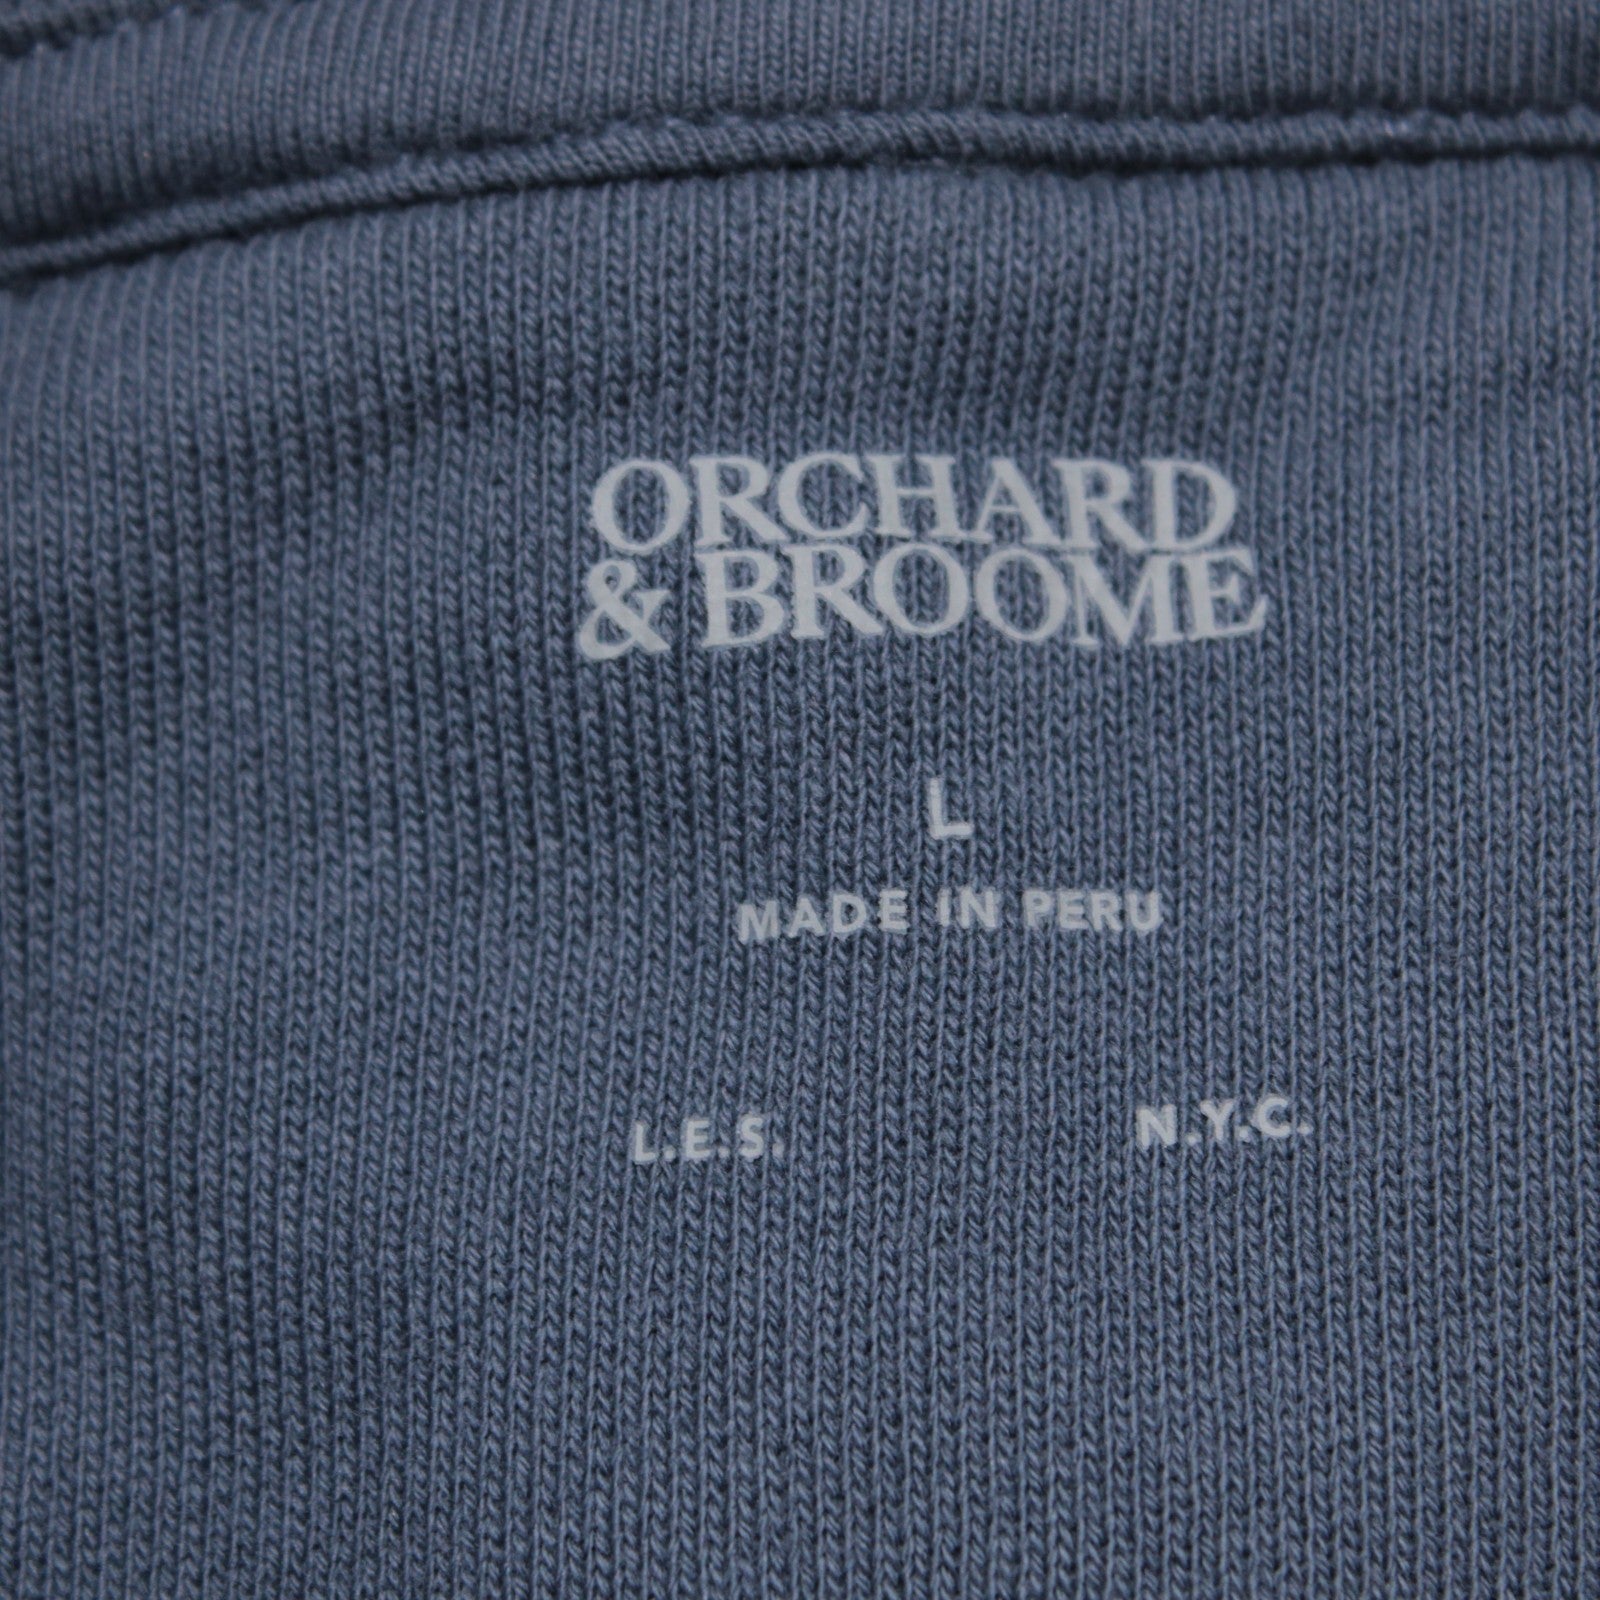 ORCHARD
& BROOME
L
MADE IN PERU
L.E.S. N.Y.C.